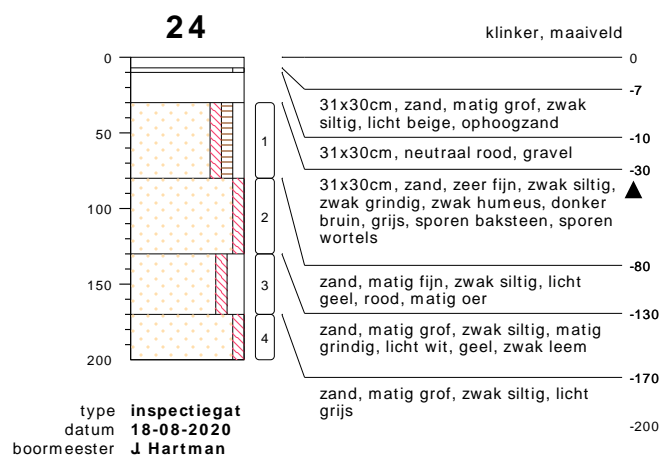 24
klinker, maaiveld
0
0
-7
31x30cm, zand, matig grof, zwak
siltig, licht beige, ophoogzand
-10
31x30cm, neutraal rood, gravel
-30
50
1
31x30cm, zand, zeer fijn, zwak siltig,
zwak grindig, zwak humeus, donker
bruin, grijs, sporen baksteen, sporen
wortels
-80
100
2
zand, matig fijn, zwak siltig, licht
geel, rood, matig oer
-130
150
3
zand, matig grof, zwak siltig, matig
grindig, licht wit, geel, zwak leem
-170
4
200
zand, matig grof, zwak siltig, licht
grijs
-200
type inspectiegat
datum 18-08-2020
boormeester J. Hartman